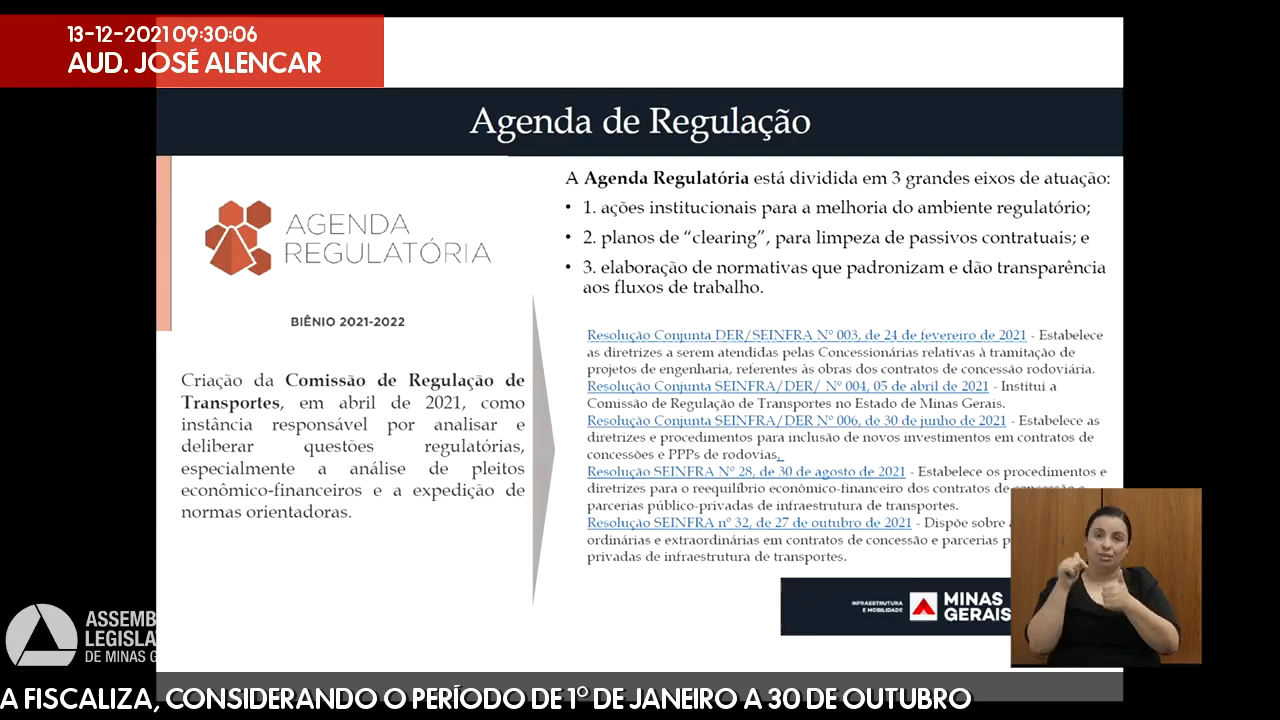 13-12-2021 09:30:06
AUD. JOSÉ ALENCAR
Agenda de Regulação
AGENDA
REGULATÓRIA
BIÊNIO 2021-2022
Criação da Comissão de Regulação de
Transportes, em abril de 2021, como
instância responsável por analisar e
deliberar questões regulatórias,
especialmente a análise de pleitos
econômico-financeiros e a expedição de
normas orientadoras.
A Agenda Regulatória está dividida em 3 grandes eixos de atuação:
• 1. ações institucionais para a melhoria do ambiente regulatório;
• 2. planos de “clearing”, para limpeza de passivos contratuais; e
• 3. elaboração de normativas que padronizam e dão transparência
aos fluxos de trabalho.
Resolução Conjunta DER/SEINFRA Nº 003, de 24 de fevereiro de 2021 - Estabelece
as diretrizes a serem atendidas pelas Concessionárias relativas à tramitação de
projetos de engenharia, referentes às obras dos contratos de concessão rodoviária.
Resolução Conjunta SEINFRA/DER/ Nº 004, 05 de abril de 2021 - Institui a
Comissão de Regulação de Transportes no Estado de Minas Gerais.
Resolução Conjunta SEINFRA/DER Nº 006, de 30 de junho de 2021 - Estabelece as
diretrizes e procedimentos para inclusão de novos investimentos em contratos de
concessões e PPPs de rodovias.
Resolução SEINFRA Nº 28, de 30 de agosto de 2021 - Estabelece os procedimentos e
diretrizes para o reequilíbrio econômico-financeiro dos contratos de concessão e
parcerias público-privadas de infraestrutura de transportes.
Resolução SEINFRA nº 32, de 27 de outubro de 2021 - Dispõe sobre
ordinárias e extraordinárias em contratos de concessão e parcerias
privadas de infraestrutura de transportes.
INFRAESTRUTURA
E MOBILIDADE
MINAS
GERAIS
ASSEMB
LEGISLA
DE MINAS G
A FISCALIZA, CONSIDERANDO O PERÍODO DE 1º DE JANEIRO A 30 DE OUTUBRO